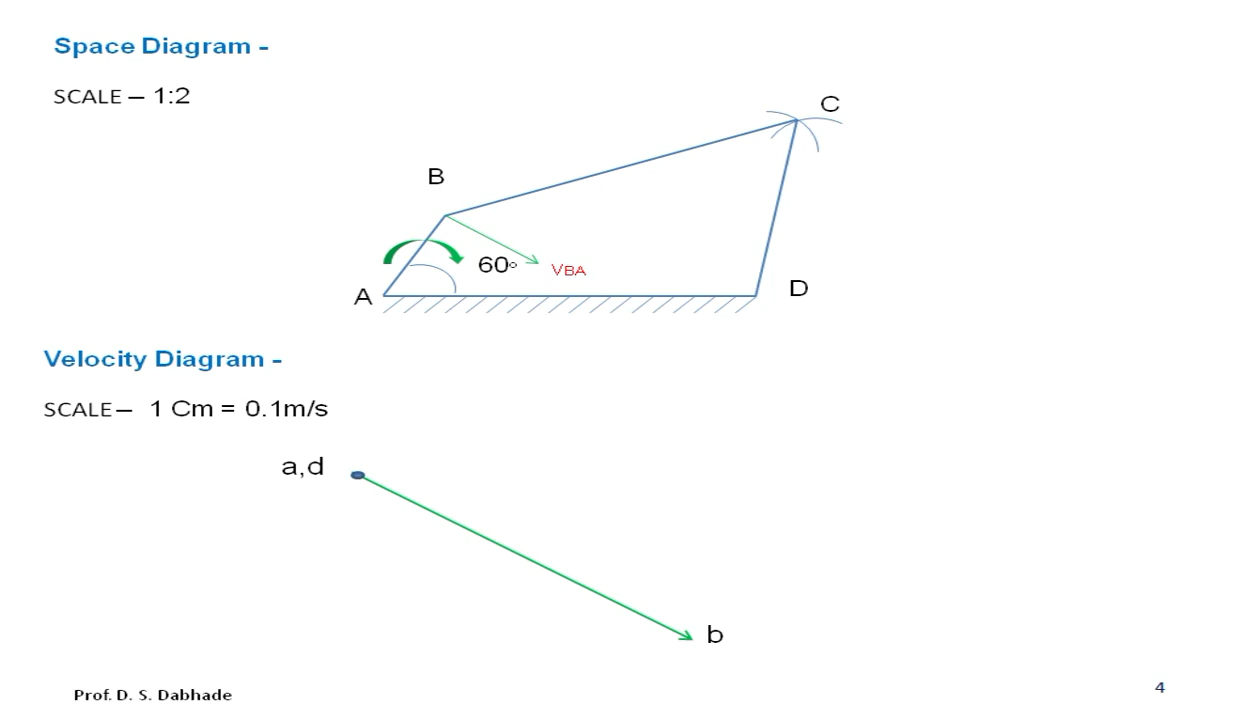 Space Diagram -
SCALE – 1:2
C
B
60°
VBA
A
D
Velocity Diagram -
SCALE – 1 Cm = 0.1m/s
a,d
b
Prof. D. S. Dabhade
4